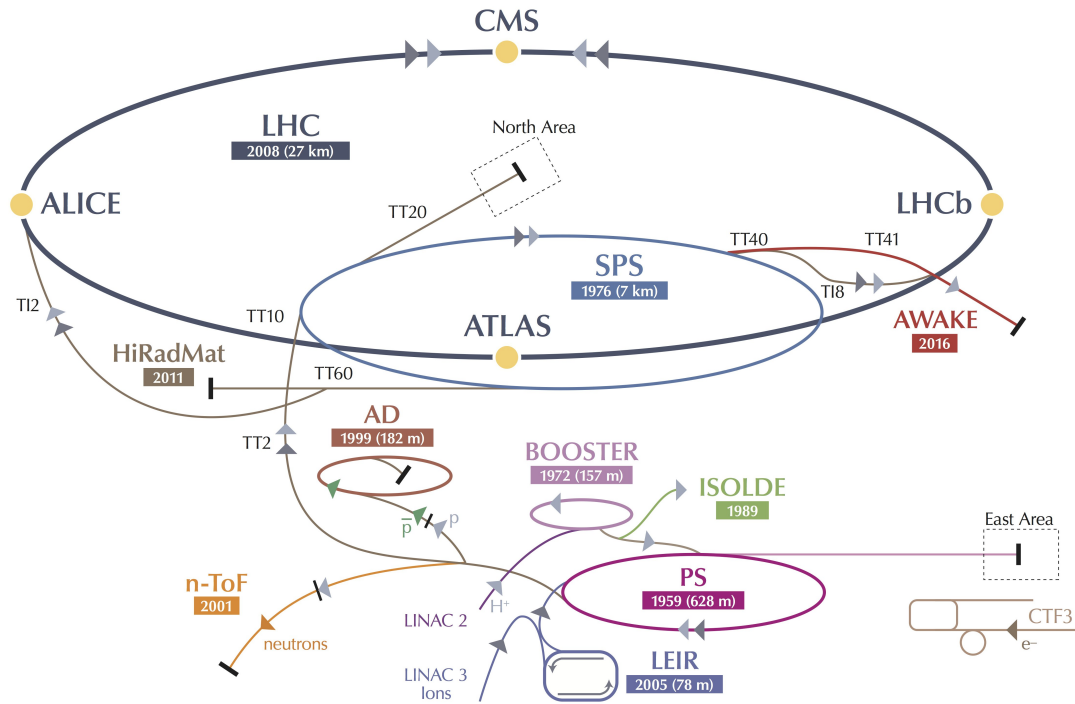 CMS
LHC
2008 (27 km)
North Area
ALICE
LHCb
TT20
TT40
TT41
SPS
1976 (7 km)
TI2
TI8
TT10
ATLAS
AWAKE
2016
HiRadMat
2011
TT60
AD
1999 (182 m)
TT2
BOOSTER
1972 (157 m)
ISOLDE
1989
p̅
p
East Area
n-ToF
2001
PS
1959 (628 m)
H⁺
LINAC 2
neutrons
CTF3
e⁻
LEIR
2005 (78 m)
LINAC 3
Ions